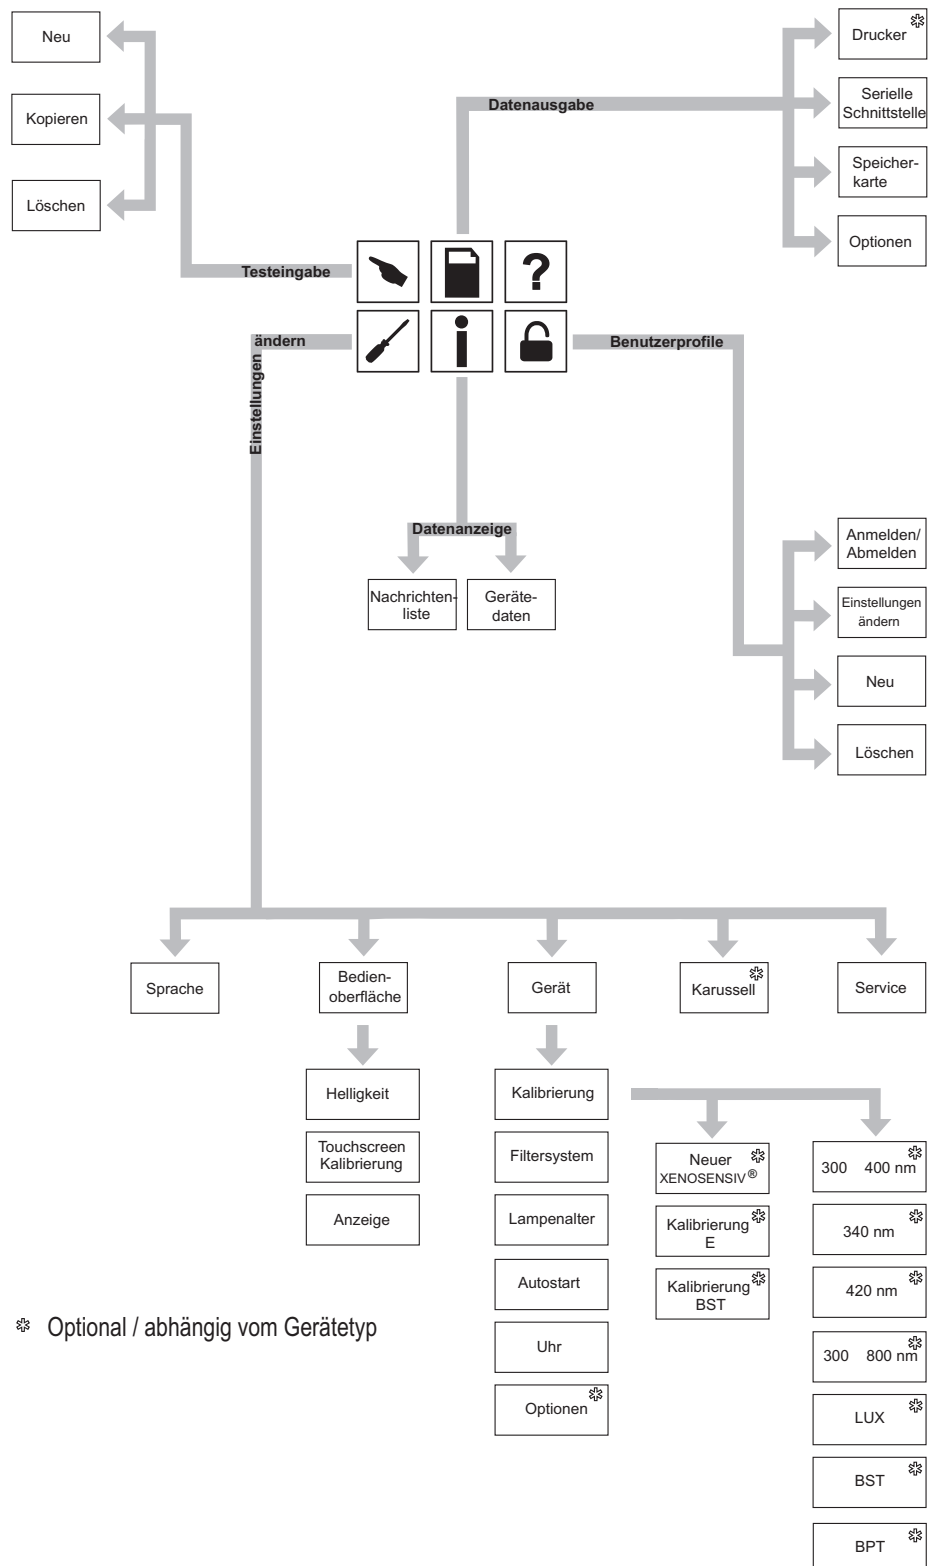 Neu
Kopieren
Löschen
Testeingabe
Datenausgabe
Drucker
Serielle
Schnittstelle
Speicher-
karte
Optionen
?
i
ändern
Einstellungen
Benutzerprofile
Datenanzeige
Nachrichten-
liste
Geräte-
daten
Anmelden/
Abmelden
Einstellungen
ändern
Neu
Löschen
Sprache
Bedien-
oberfläche
Gerät
Karussell
Service
Helligkeit
Touchscreen
Kalibrierung
Anzeige
Kalibrierung
Filtersystem
Lampenalter
Autostart
Uhr
Optionen
Neuer
XENOSENSIV®
Kalibrierung
E
Kalibrierung
BST
300 400 nm
340 nm
420 nm
300 800 nm
LUX
BST
BPT
Optional / abhängig vom Gerätetyp